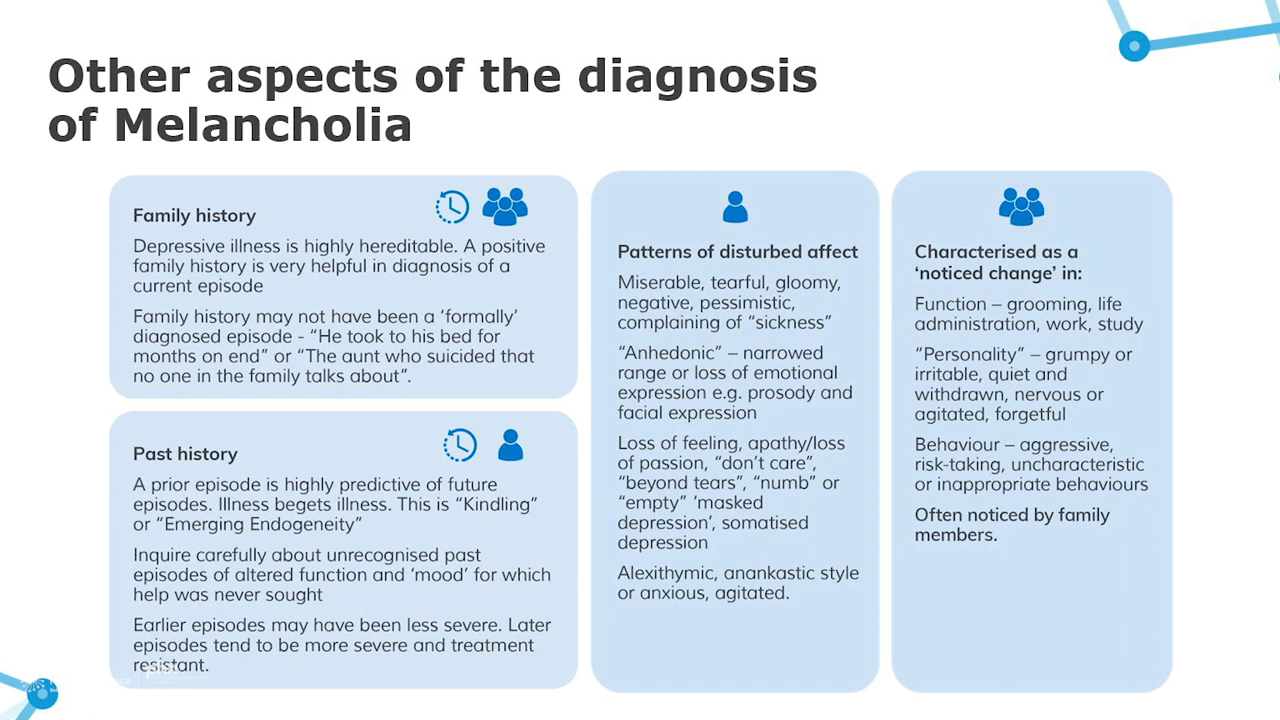 Other aspects of the diagnosis
of Melancholia
Family history
Depressive illness is highly hereditable. A positive
family history is very helpful in diagnosis of a
current episode
Family history may not have been a ‘formally’
diagnosed episode - “He took to his bed for
months on end” or “The aunt who suicided that
no one in the family talks about”.
Past history
A prior episode is highly predictive of future
episodes. Illness begets illness. This is “Kindling”
or “Emerging Endogeneity”
Inquire carefully about unrecognised past
episodes of altered function and ‘mood’ for which
help was never sought
Earlier episodes may have been less severe. Later
episodes tend to be more severe and treatment
resistant.
Patterns of disturbed affect
Miserable, tearful, gloomy,
negative, pessimistic,
complaining of “sickness”
“Anhedonic” – narrowed
range or loss of emotional
expression e.g. prosody and
facial expression
Loss of feeling, apathy/loss
of passion, “don’t care”,
“beyond tears”, “numb” or
“empty” ‘masked
depression’, somatised
depression
Alexithymic, anankastic style
or anxious, agitated.
Characterised as a
‘noticed change’ in:
Function – grooming, life
administration, work, study
“Personality” – grumpy or
irritable, quiet and
withdrawn, nervous or
agitated, forgetful
Behaviour – aggressive,
risk-taking, uncharacteristic
or inappropriate behaviours
Often noticed by family
members.